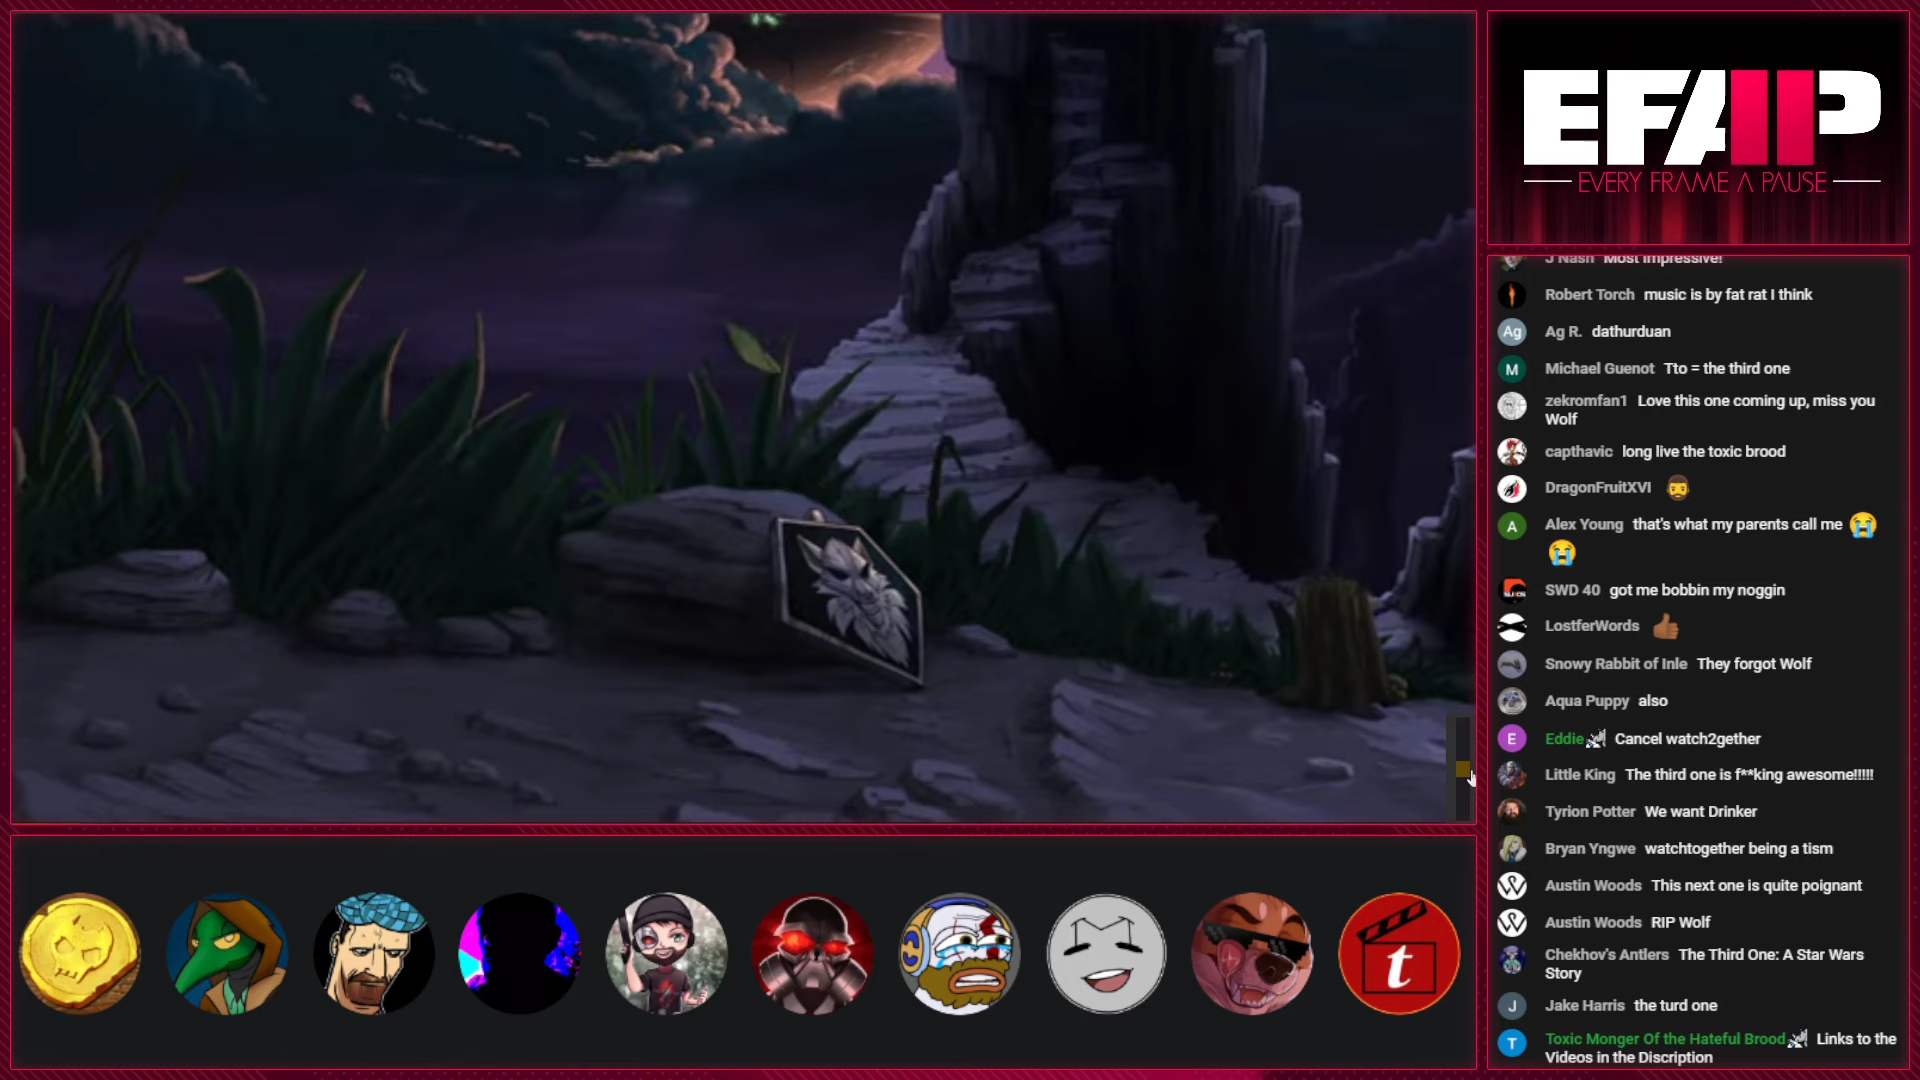 EFAP
EVERY FRAME A PAUSE
J Nash Most impressive!
Robert Torch music is by fat rat I think
Ag
Ag R. dathurduan
M
Michael Guenot Tto = the third one
zekromfan1 Love this one coming up, miss you
Wolf
capthavic long live the toxic brood
DragonFruitXVI 🧔
A
Alex Young that's what my parents call me 😭
😭
SWD 40 got me bobbin my noggin
LostferWords 👍🏾
Snowy Rabbit of Inle They forgot Wolf
Aqua Puppy also
E
Eddie Cancel watch2gether
Little King The third one is f**king awesome!!!!!
Tyrion Potter We want Drinker
Bryan Yngwe watchtogether being a tism
W
Austin Woods This next one is quite poignant
W
Austin Woods RIP Wolf
Chekhov's Antlers The Third One: A Star Wars
Story
J
Jake Harris the turd one
T
Toxic Monger Of the Hateful Brood Links to the
Videos in the Discription
M
t